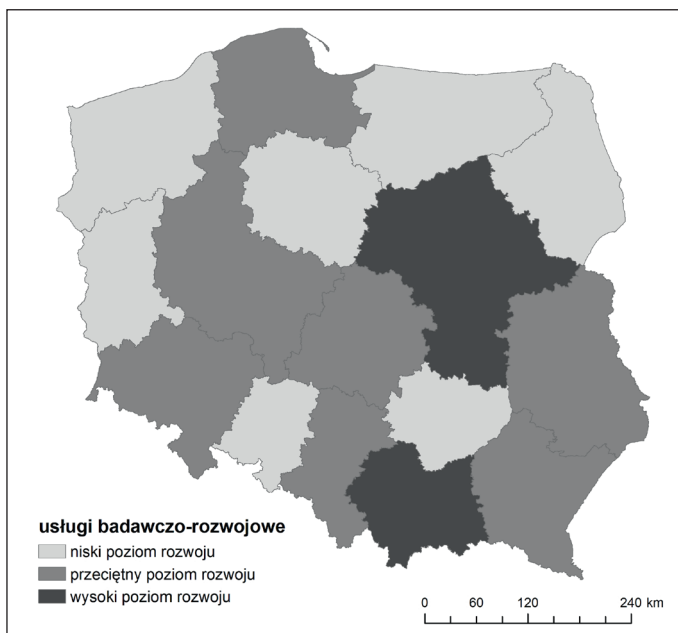 usługi badawczo-rozwojowe
niski poziom rozwoju
przeciętny poziom rozwoju
wysoki poziom rozwoju
0 60 120 240 km